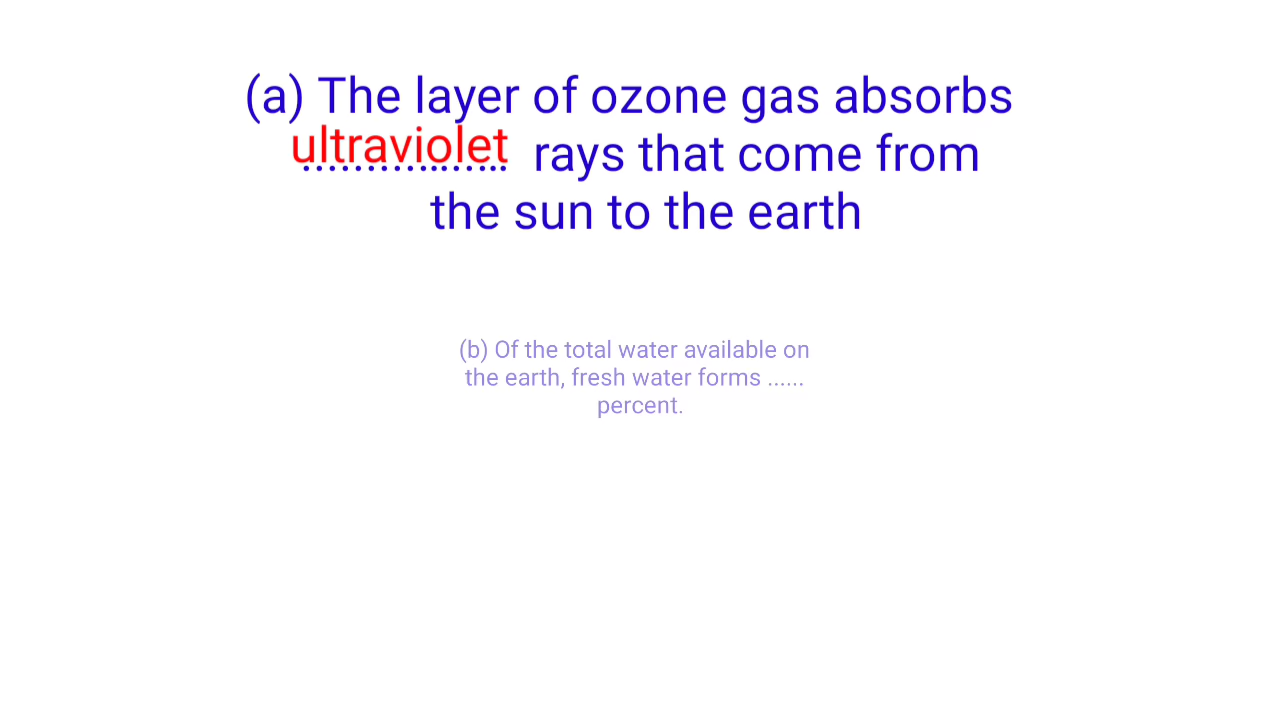 (a) The layer of ozone gas absorbs
ultraviolet rays that come from
the sun to the earth
(b) Of the total water available on
the earth, fresh water forms ......
percent.